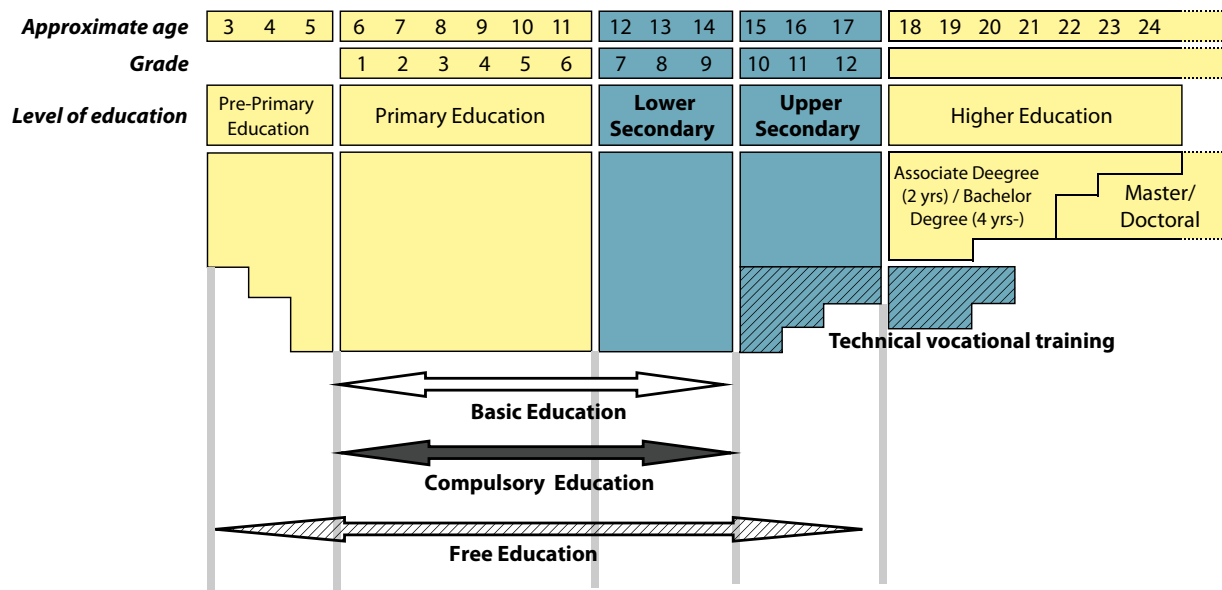 Approximate age 3 4 5 6 7 8 9 10 11 12 13 14 15 16 17 18 19 20 21 22 23 24
Grade 1 2 3 4 5 6 7 8 9 10 11 12
Level of education
Pre-Primary
Education
Primary Education
Lower
Secondary
Upper
Secondary
Higher Education
Associate Deegree
(2 yrs) / Bachelor
Degree (4 yrs-)
Master/
Doctoral
Technical vocational training
Basic Education
Compulsory Education
Free Education